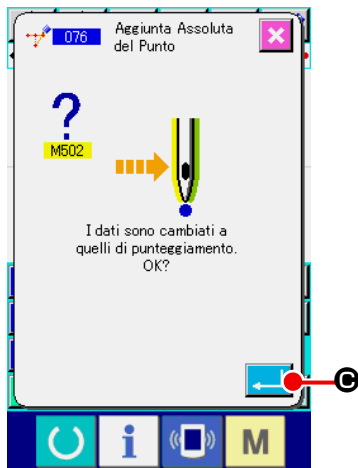 076
Aggiunta Assoluta
del Punto
?
M502
I dati sono cambiati a
quelli di punteggiamento.
OK?
C
i
M